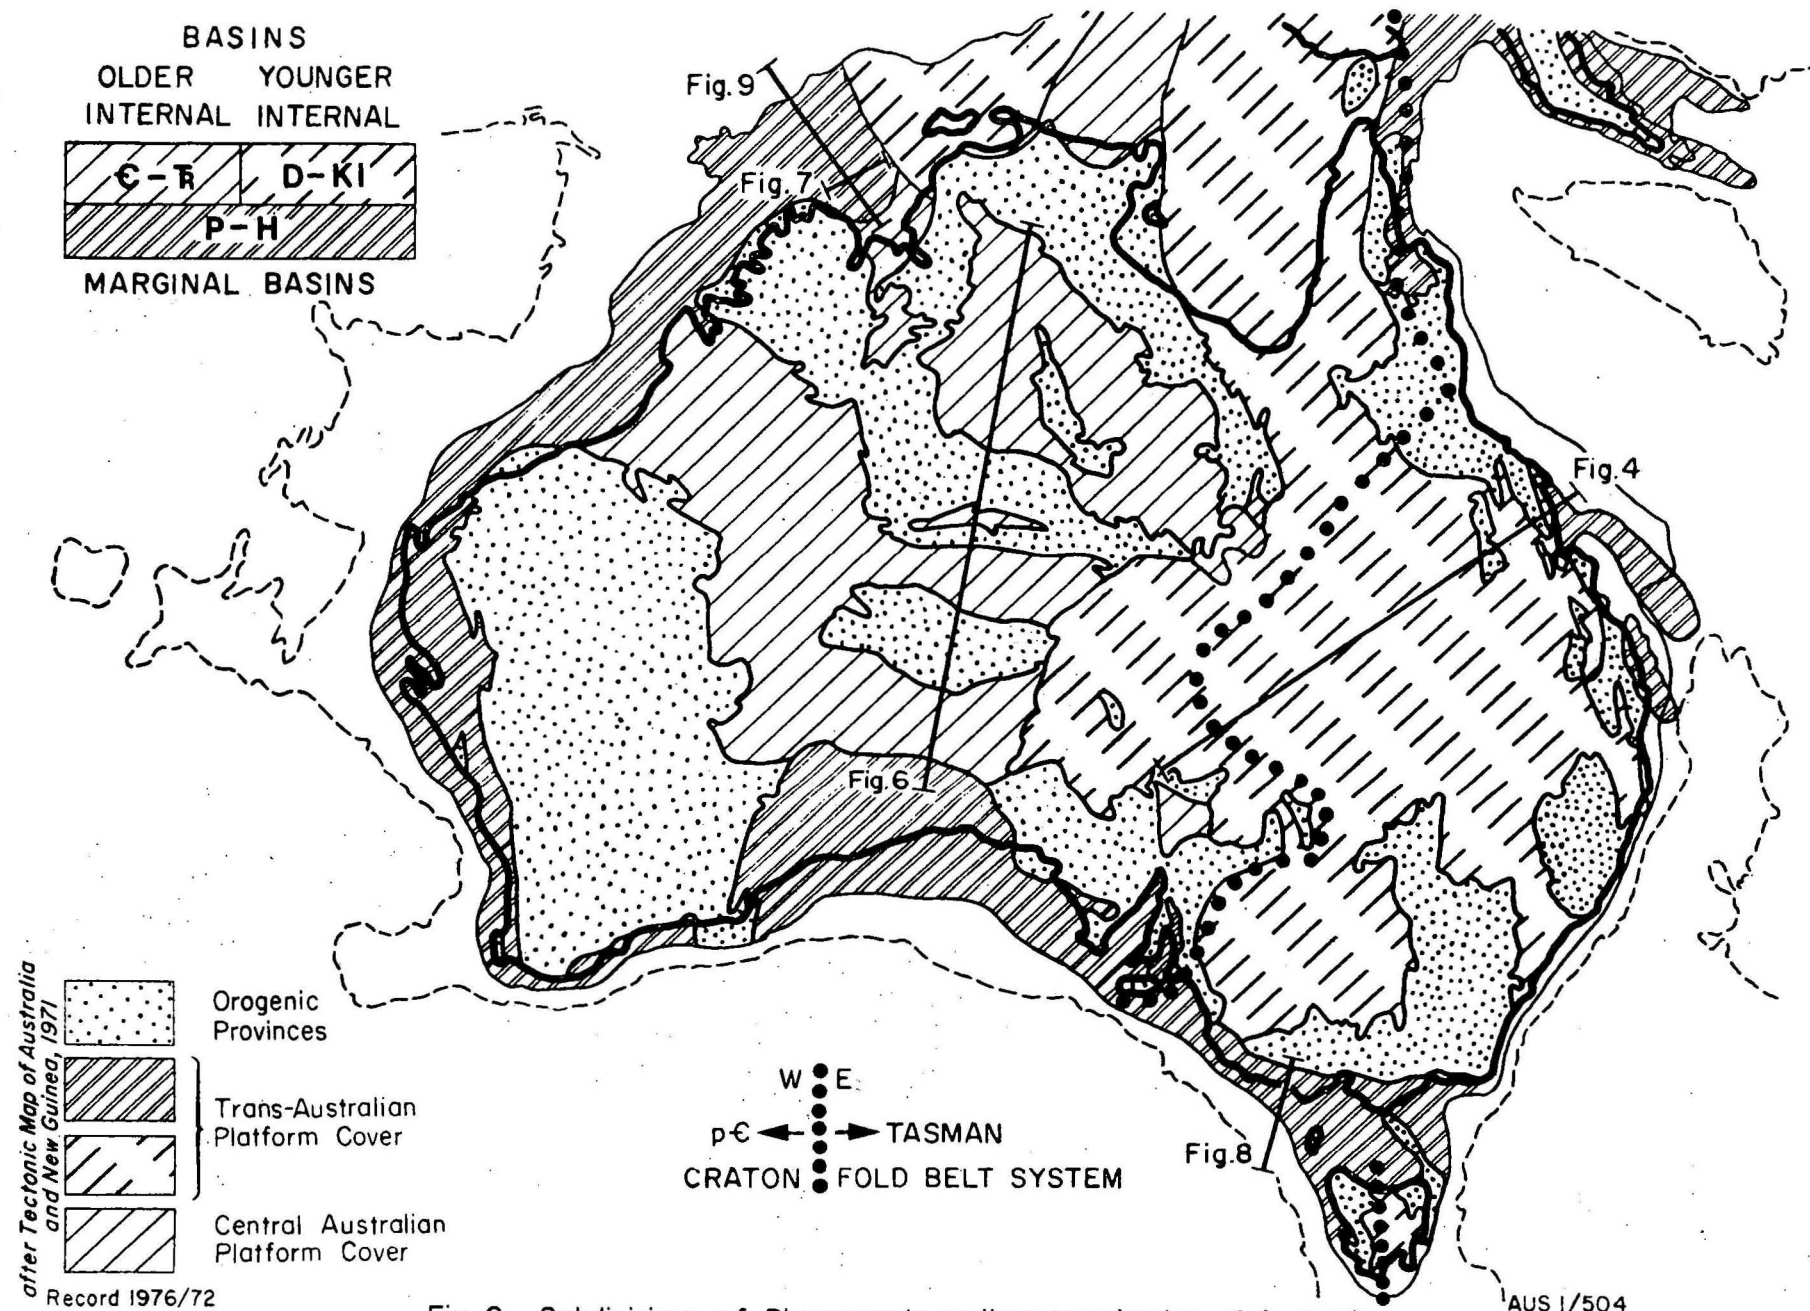 BASINS
OLDER YOUNGER
INTERNAL INTERNAL
Є-TR D-Kl
P-H
MARGINAL BASINS
Fig. 9
Fig. 7
Fig. 4
Fig. 6
Fig. 8
Orogenic
Provinces
Trans-Australian
Platform Cover
Central Australian
Platform Cover
W E
pЄ TASMAN
CRATON FOLD BELT SYSTEM
after Tectonic Map of Australia
and New Guinea, 1971
Record 1976/72
AUS 1/504